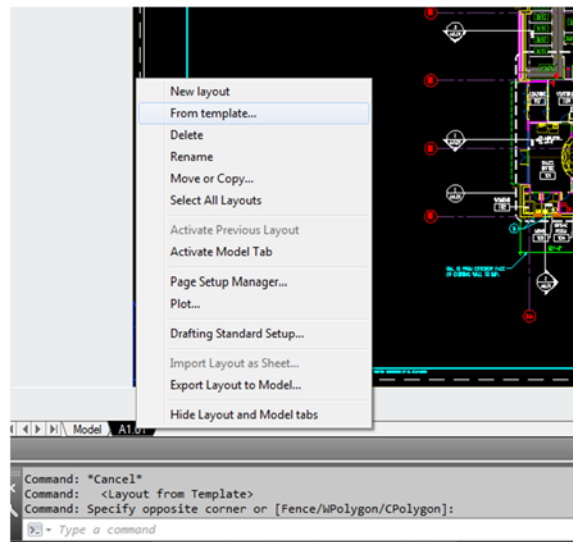 New layout
From template...
Delete
Rename
Move or Copy...
Select All Layouts
Activate Previous Layout
Activate Model Tab
Page Setup Manager...
Plot...
Drafting Standard Setup...
Import Layout as Sheet...
Export Layout to Model...
Hide Layout and Model tabs
Model A1.01
Command: *Cancel*
Command: <Layout from Template>
Command: Specify opposite corner or [Fence/WPolygon/CPolygon]:
Type a command